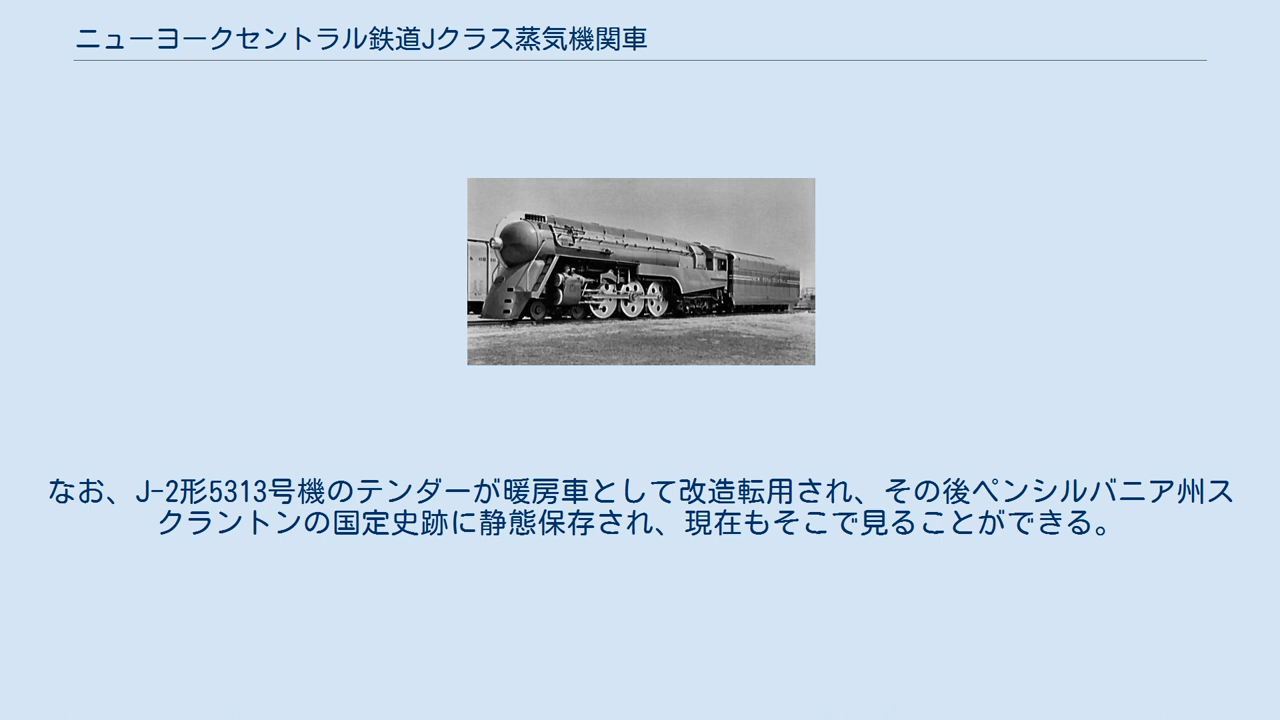 ニューヨークセントラル鉄道Jクラス蒸気機関車
なお、J-2形5313号機のテンダーが暖房車として改造転用され、その後ペンシルバニア州ス
クラントンの国定史跡に静態保存され、現在もそこで見ることができる。